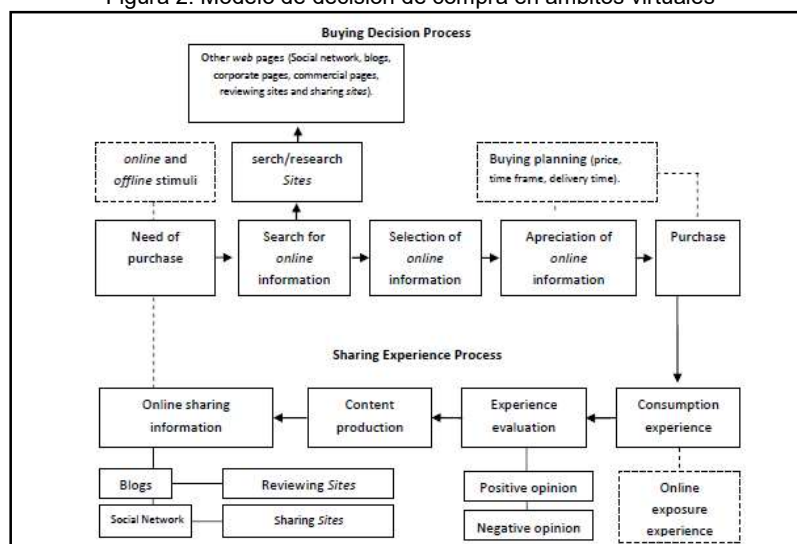 Figura 2. Modelo de decisión de compra en ámbitos virtuales
Buying Decision Process
Other web pages (Social network, blogs,
corporate pages, commercial pages,
reviewing sites and sharing sites).
online and
offline stimuli
serch/research
Sites
Buying planning (price,
time frame, delivery time).
Need of
purchase
Search for
online
information
Selection of
online
information
Apreciation of
online
information
Purchase
Sharing Experience Process
Online sharing
information
Content
production
Experience
evaluation
Consumption
experience
Blogs
Reviewing Sites
Social Network
Sharing Sites
Positive opinion
Negative opinion
Online
exposure
experience